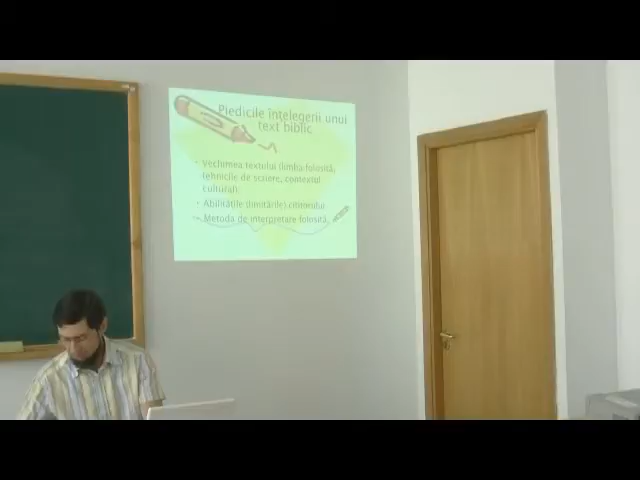 Piedicile înțelegerii unui
text biblic
• Vechimea textului (limba folosită,
tehnicile de scriere, contextul
cultural)
• Abilitățile (limitările) cititorului
• Metoda de interpretare folosită.